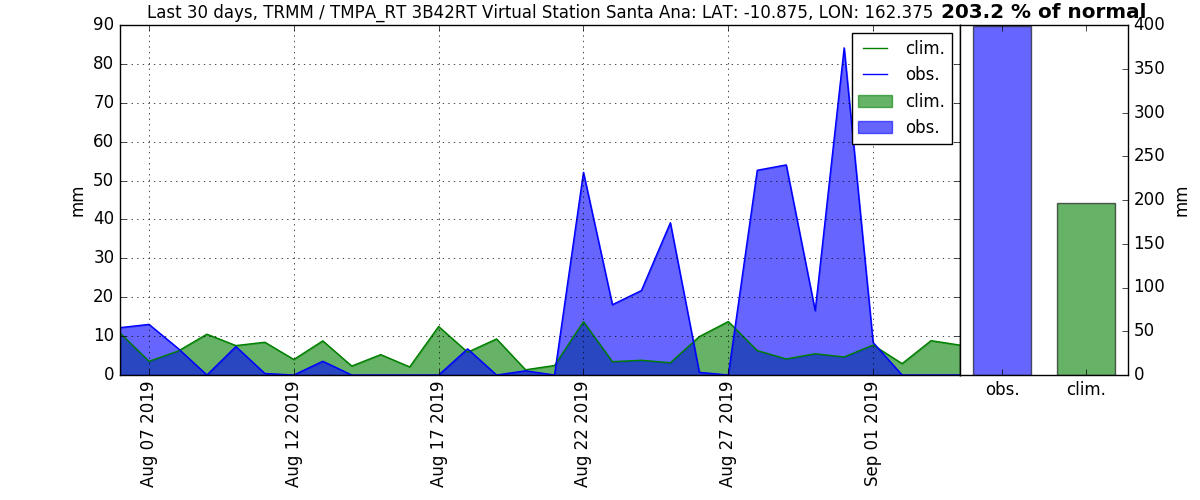 Last 30 days, TRMM / TMPA_RT 3B42RT Virtual Station Santa Ana: LAT: -10.875, LON: 162.375 203.2 % of normal
90
80
70
60
50
40
30
20
10
0
mm
clim.
obs.
clim.
obs.
Aug 07 2019
Aug 12 2019
Aug 17 2019
Aug 22 2019
Aug 27 2019
Sep 01 2019
400
350
300
250
200
150
100
50
0
mm
obs. clim.